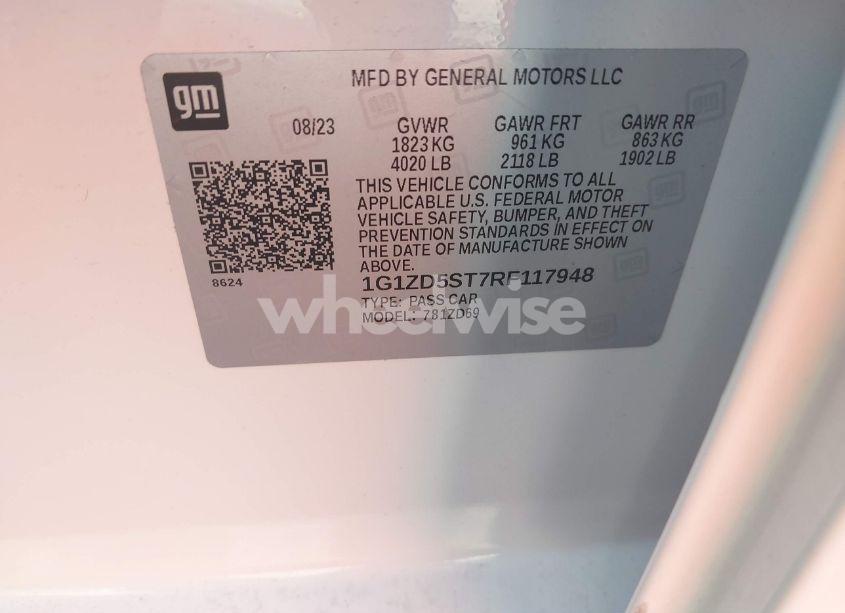 gm
MFD BY GENERAL MOTORS LLC
08/23 GVWR GAWR FRT GAWR RR
1823 KG 961 KG 863 KG
4020 LB 2118 LB 1902 LB
THIS VEHICLE CONFORMS TO ALL
APPLICABLE U.S. FEDERAL MOTOR
VEHICLE SAFETY, BUMPER, AND THEFT
PREVENTION STANDARDS IN EFFECT ON
THE DATE OF MANUFACTURE SHOWN
ABOVE.
8624
1G1ZD5ST7RF117948
TYPE: PASS CAR
MODEL: 781ZD69
wheelwise